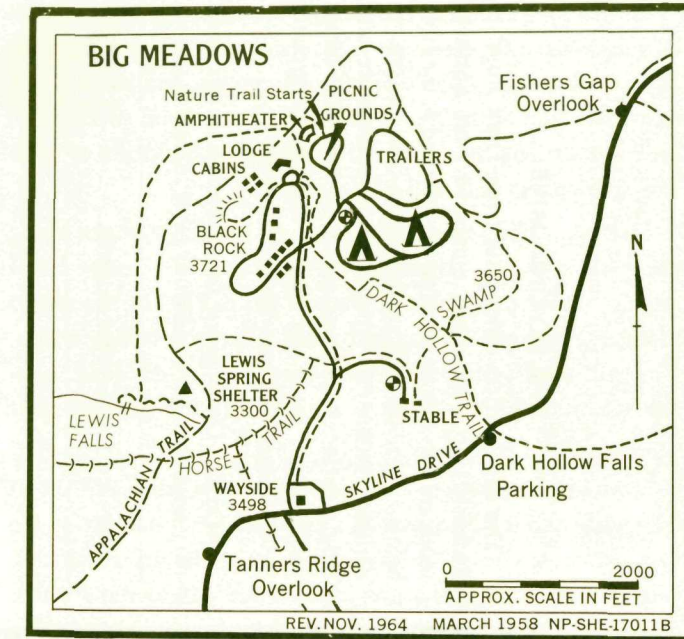 BIG MEADOWS
Nature Trail Starts
PICNIC
GROUNDS
AMPHITHEATER
Fishers Gap
Overlook
LODGE
CABINS
TRAILERS
BLACK
ROCK
3721
N
3650
SWAMP
DARK HOLLOW TRAIL
LEWIS
SPRING
SHELTER
3300
LEWIS
FALLS
STABLE
HORSE TRAIL
APPALACHIAN TRAIL
WAYSIDE
3498
SKYLINE DRIVE
Dark Hollow Falls
Parking
Tanners Ridge
Overlook
0 2000
APPROX. SCALE IN FEET
REV. NOV. 1964 MARCH 1958 NP-SHE-17011B